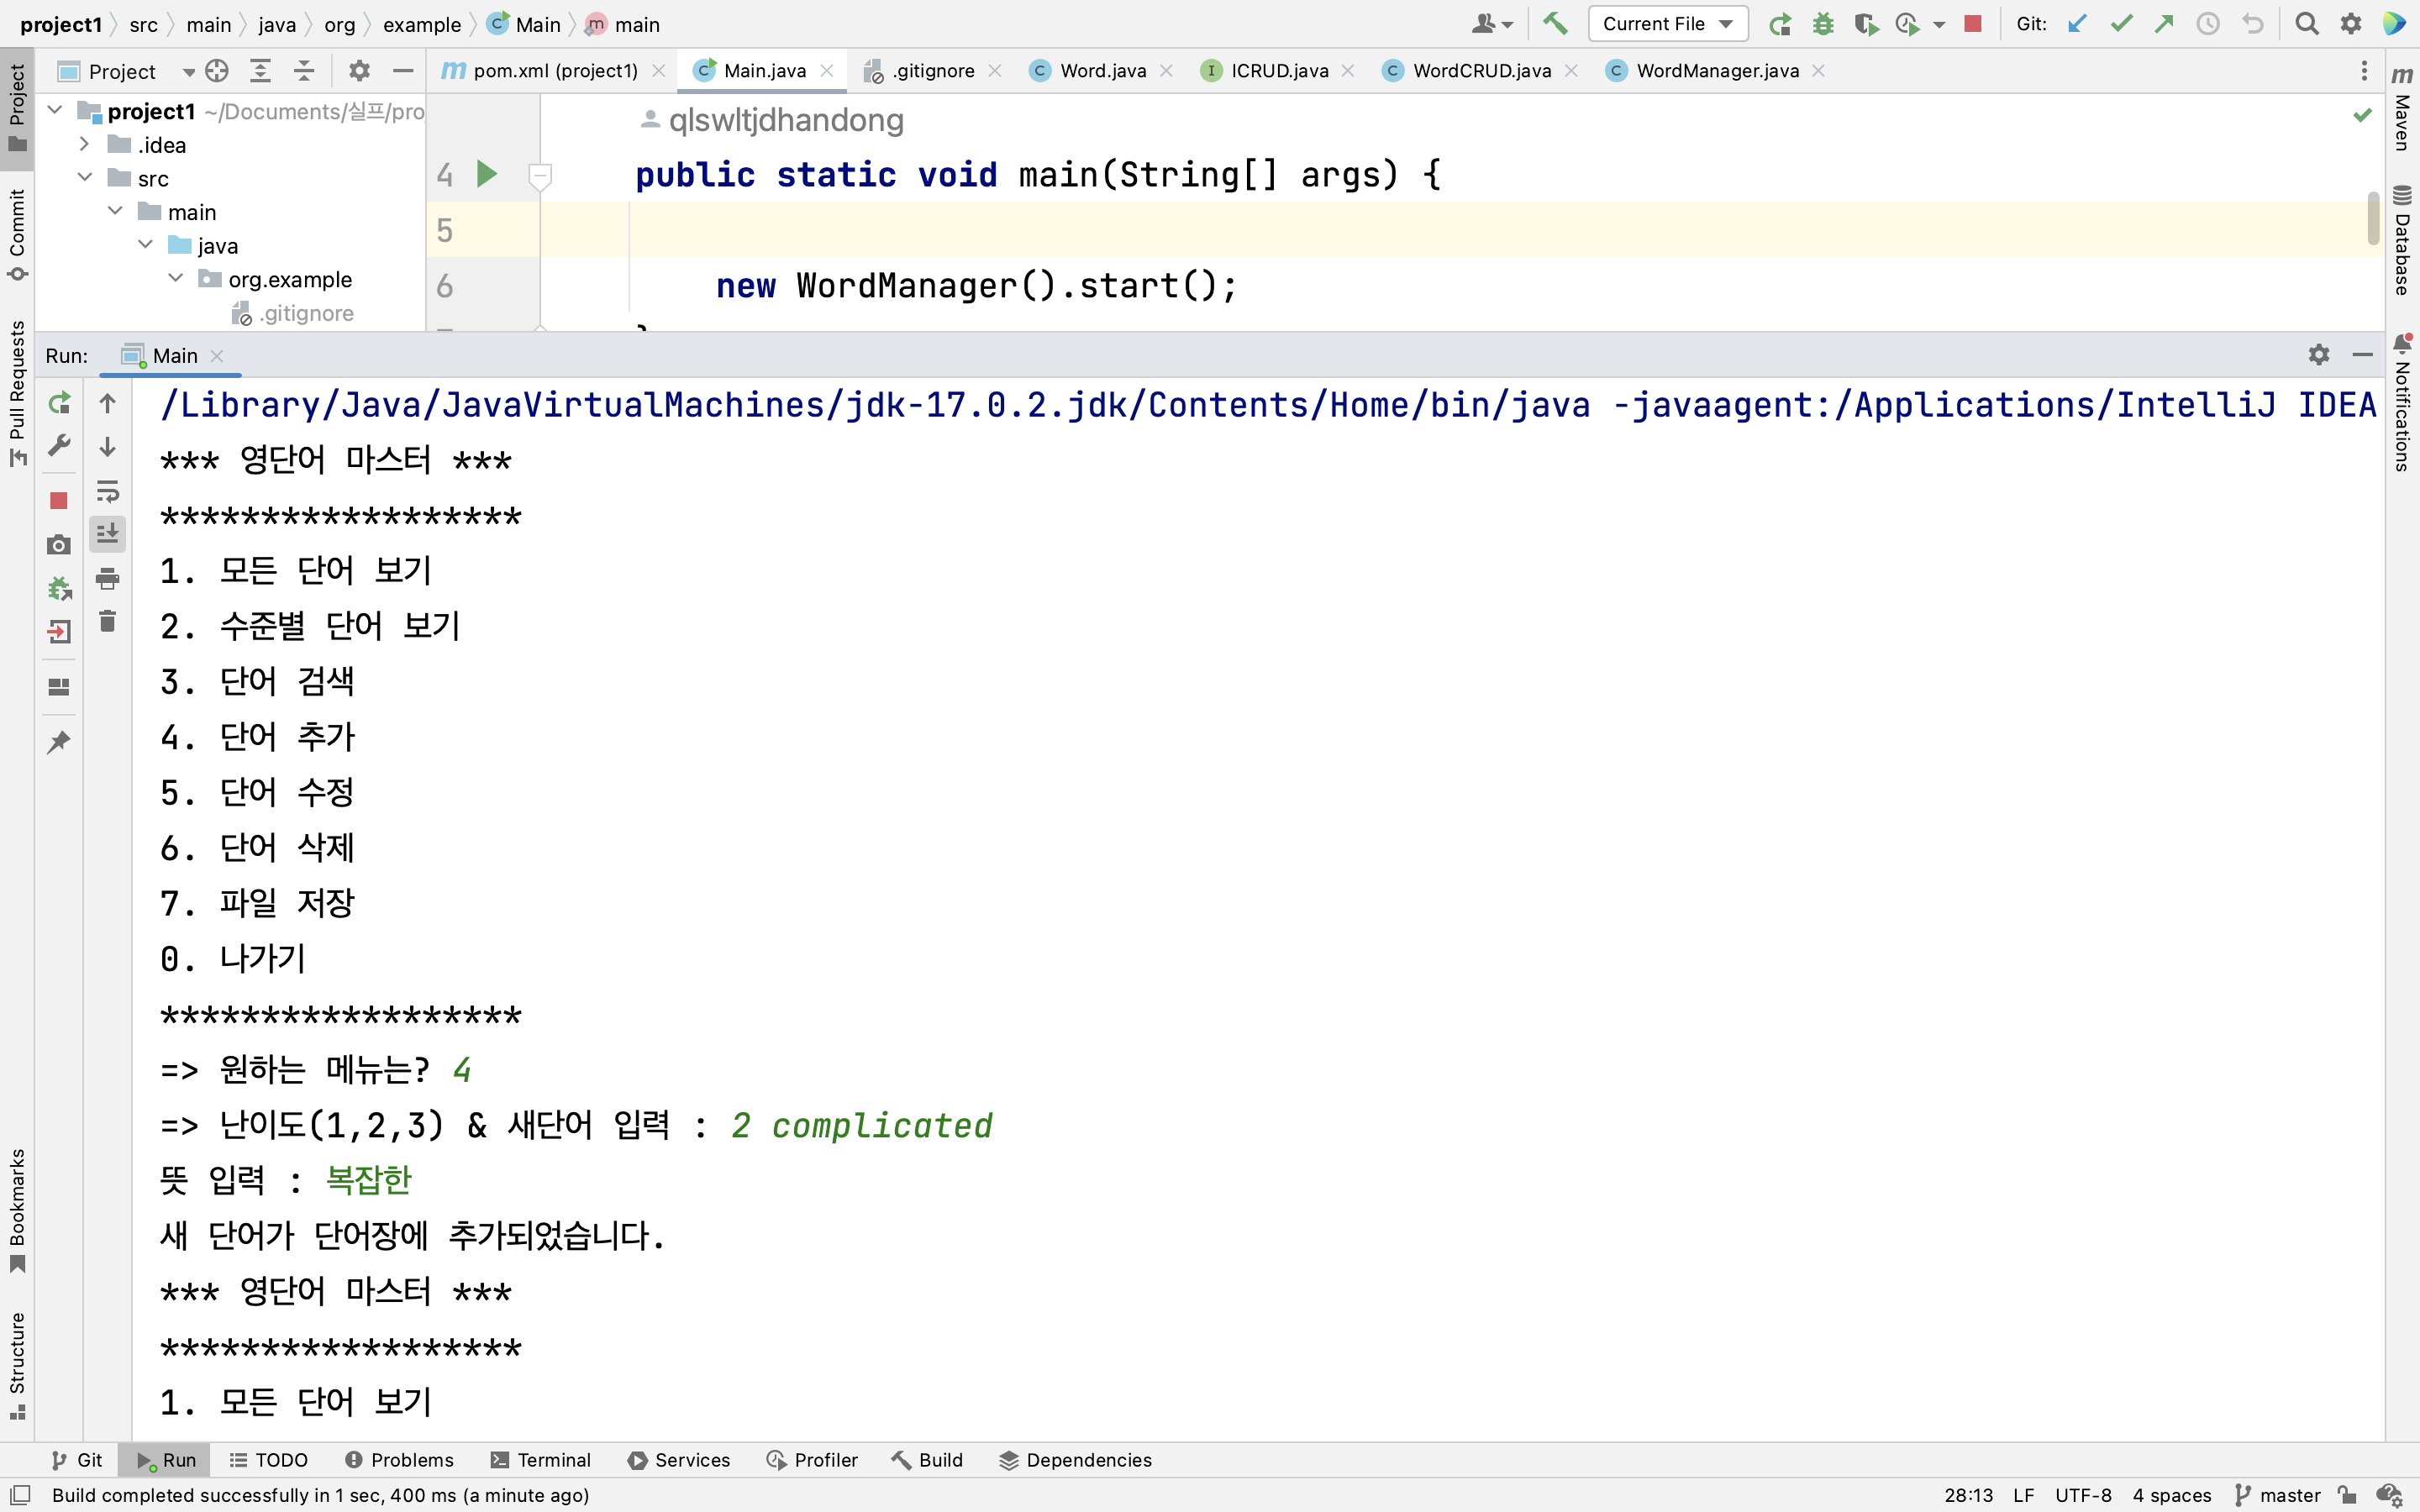 project1 src main java org example Main main
Current File
Git:
Project
pom.xml (project1)
Main.java
.gitignore
Word.java
ICRUD.java
WordCRUD.java
WordManager.java
project1 ~/Documents/실프/pro
.idea
src
main
java
org.example
.gitignore
qlswltjdhandong
4 public static void main(String[] args) {
5
6 new WordManager().start();
Run: Main
/Library/Java/JavaVirtualMachines/jdk-17.0.2.jdk/Contents/Home/bin/java -javaagent:/Applications/IntelliJ IDEA
*** 영단어 마스터 ***
******************
1. 모든 단어 보기
2. 수준별 단어 보기
3. 단어 검색
4. 단어 추가
5. 단어 수정
6. 단어 삭제
7. 파일 저장
0. 나가기
******************
=> 원하는 메뉴는? 4
=> 난이도(1,2,3) & 새단어 입력 : 2 complicated
뜻 입력 : 복잡한
새 단어가 단어장에 추가되었습니다.
*** 영단어 마스터 ***
******************
1. 모든 단어 보기
Project
Commit
Pull Requests
Bookmarks
Structure
Maven
Database
Notifications
Git Run TODO Problems Terminal Services Profiler Build Dependencies
Build completed successfully in 1 sec, 400 ms (a minute ago)
28:13 LF UTF-8 4 spaces master